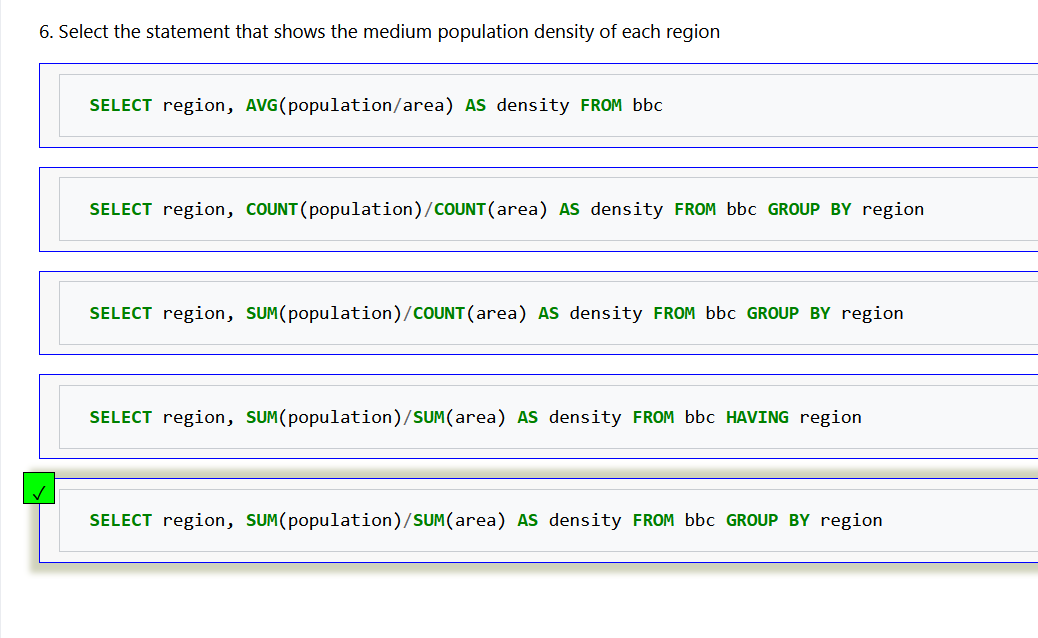 6. Select the statement that shows the medium population density of each region
SELECT region, AVG(population/area) AS density FROM bbc
SELECT region, COUNT(population)/COUNT(area) AS density FROM bbc GROUP BY region
SELECT region, SUM(population)/COUNT(area) AS density FROM bbc GROUP BY region
SELECT region, SUM(population)/SUM(area) AS density FROM bbc HAVING region
✓
SELECT region, SUM(population)/SUM(area) AS density FROM bbc GROUP BY region